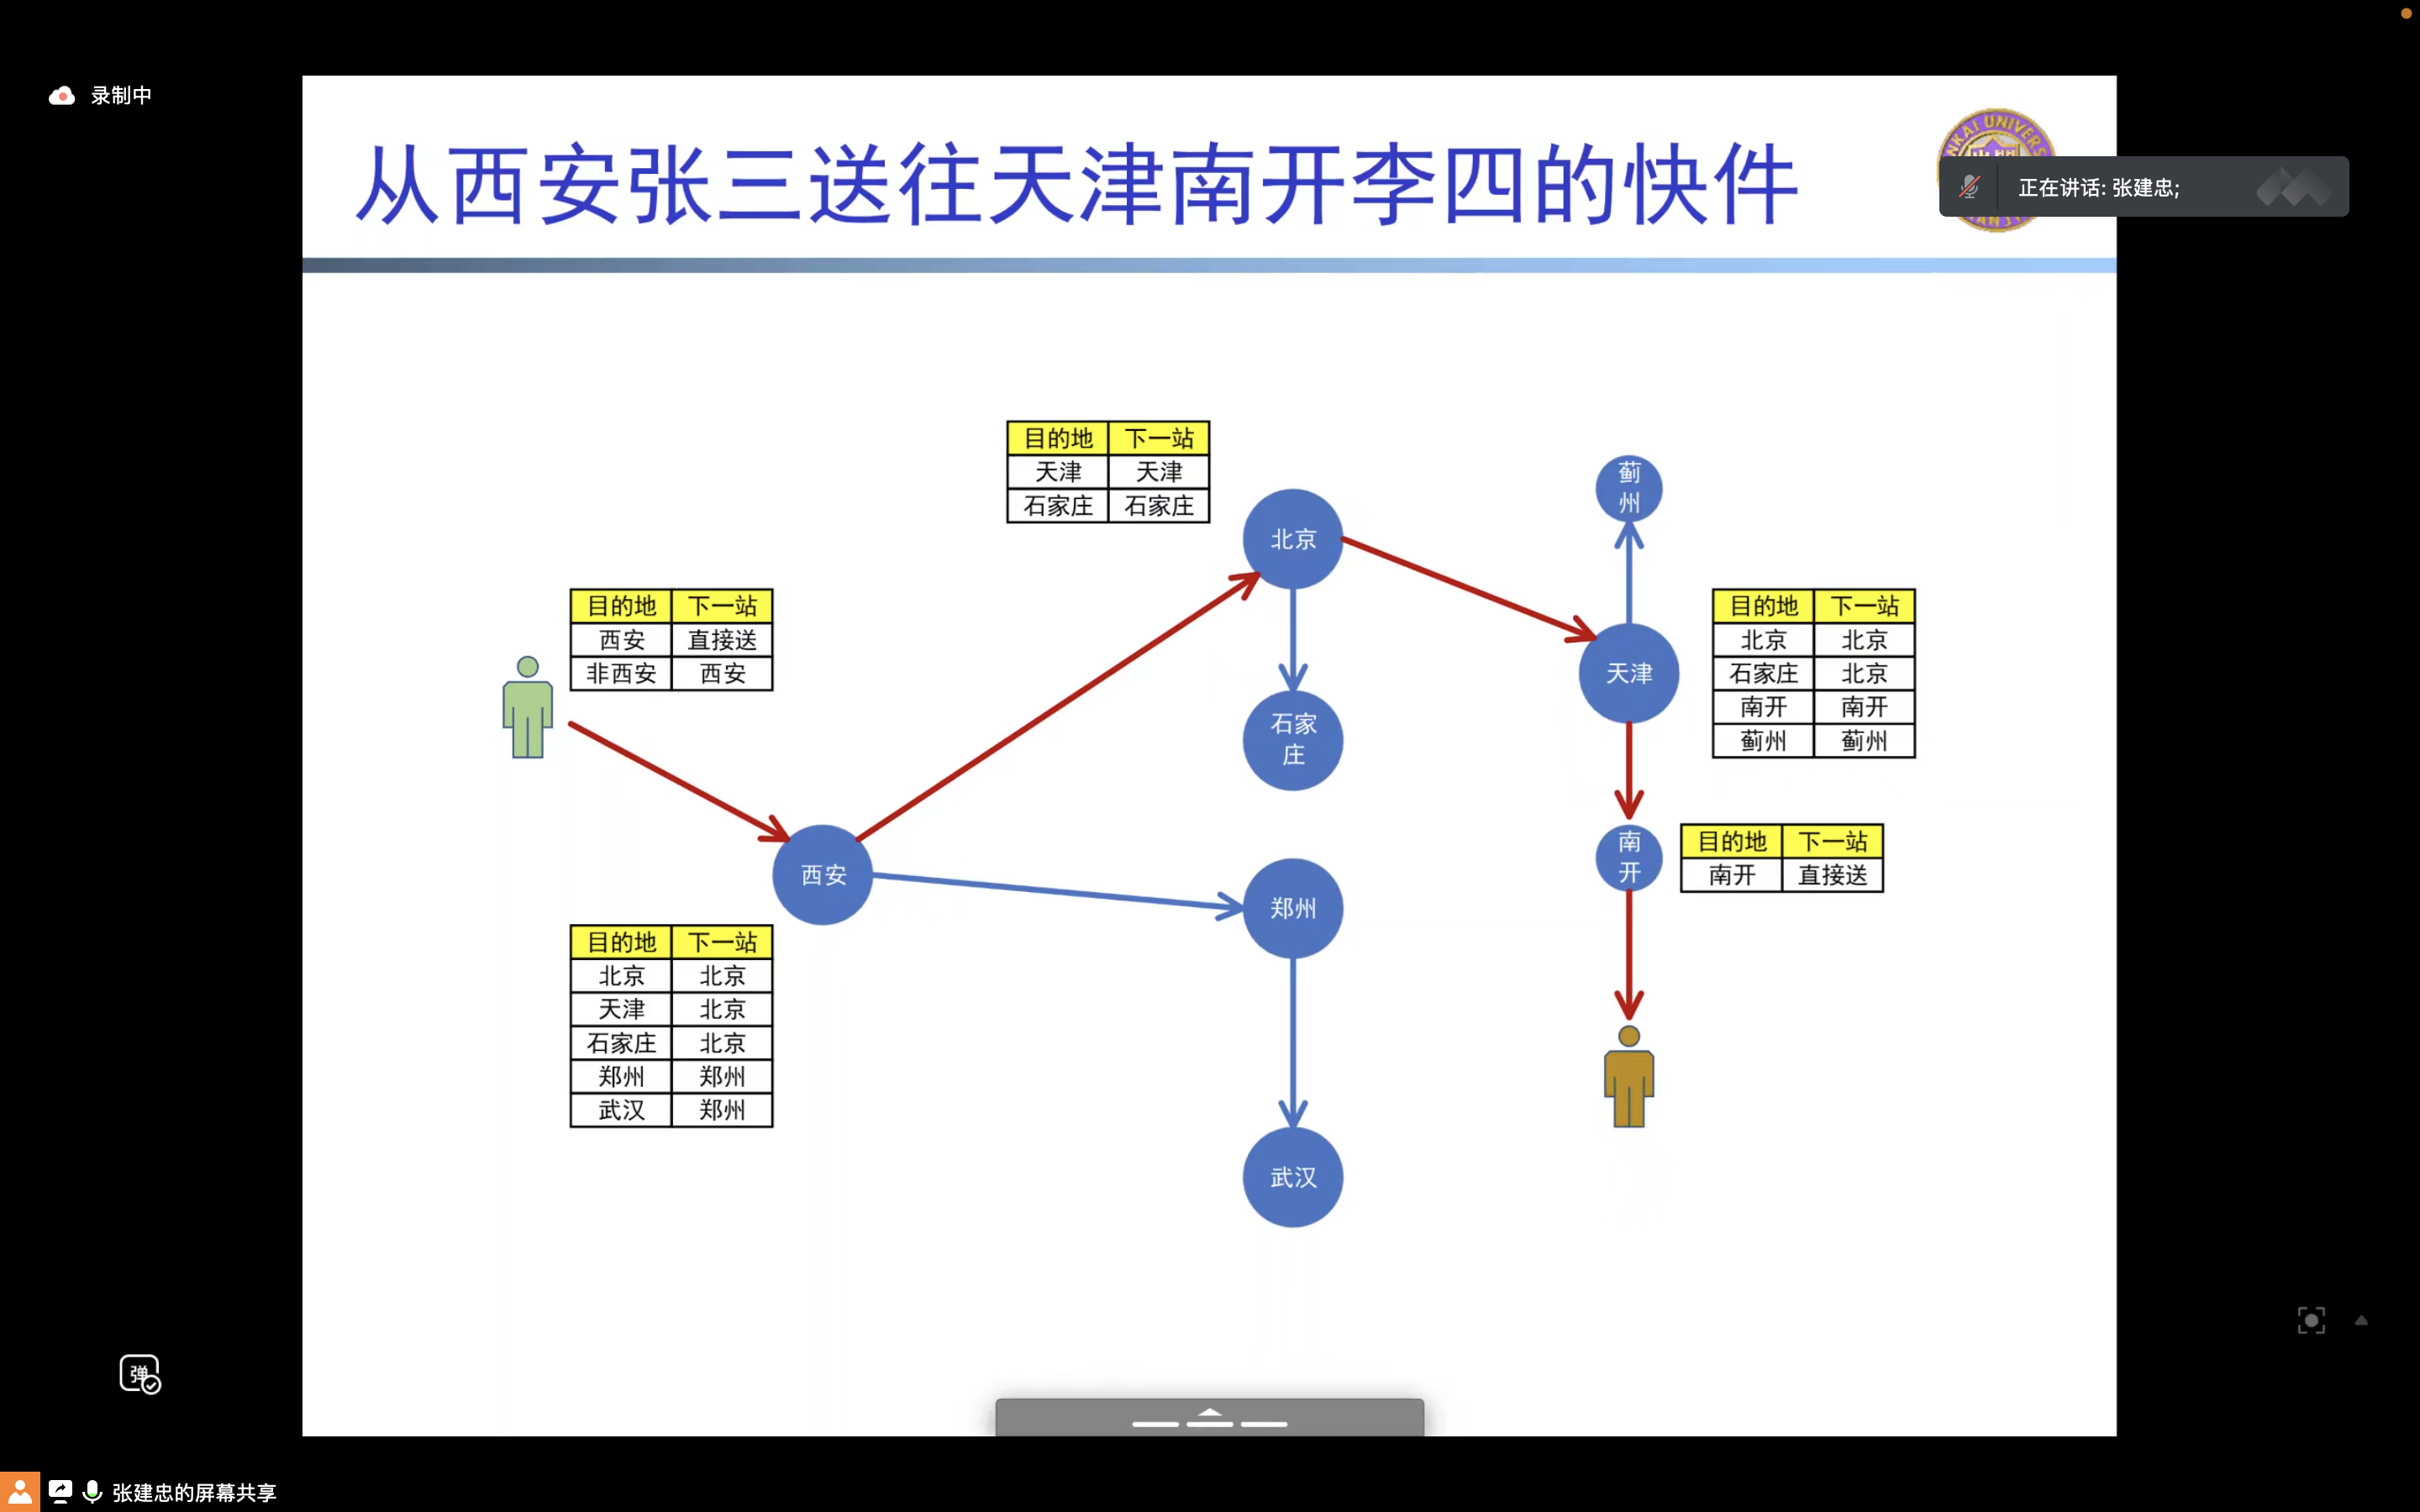 录制中
从西安张三送往天津南开李四的快件
NKAI UNIVERS
正在讲话: 张建忠;
目的地 下一站
天津 天津
石家庄 石家庄
北京
蓟
州
目的地 下一站
西安 直接送
非西安 西安
目的地 下一站
北京 北京
石家庄 北京
南开 南开
蓟州 蓟州
天津
石家
庄
南
开
目的地 下一站
南开 直接送
西安
郑州
目的地 下一站
北京 北京
天津 北京
石家庄 北京
郑州 郑州
武汉 郑州
武汉
弹
张建忠的屏幕共享